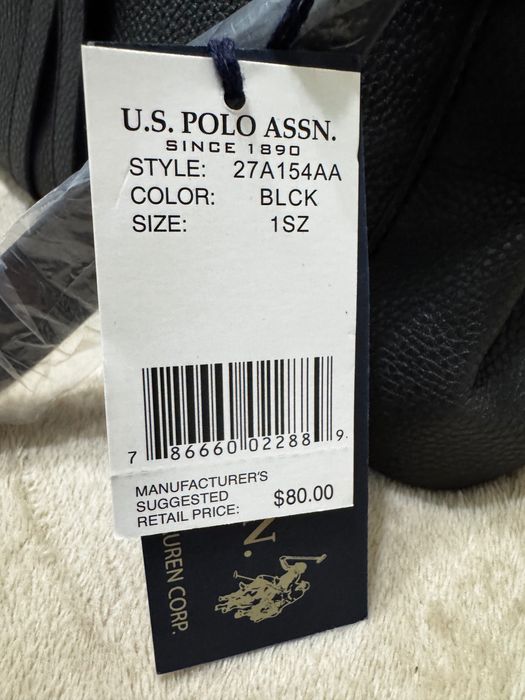 U.S. POLO ASSN.
SINCE 1890
STYLE: 27A154AA
COLOR: BLCK
SIZE: 1SZ
7 86660 02288 9
MANUFACTURER'S
SUGGESTED
RETAIL PRICE:
$80.00
N.
UREN CORP.